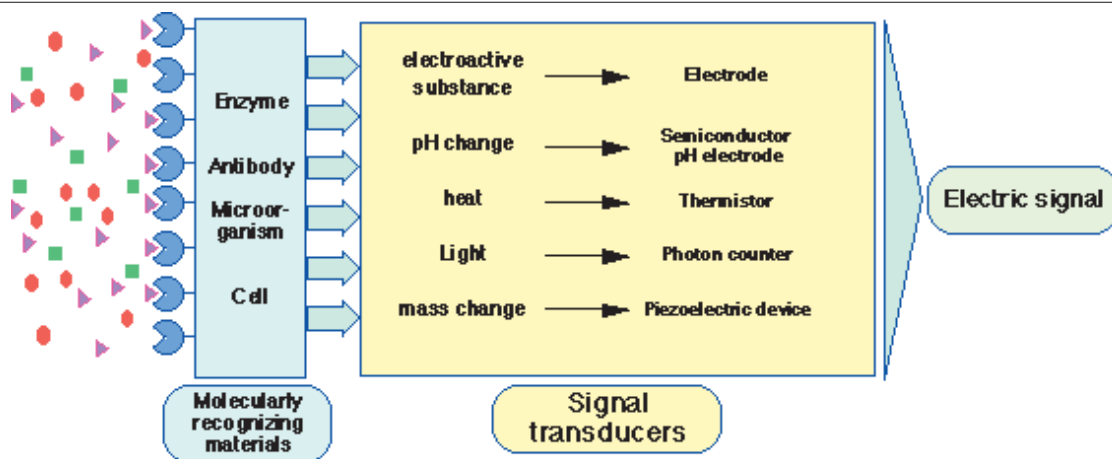 Enzyme
Antibody
Microor-
ganism
Cell
Molecularly
recognizing
materials
electroactive
substance
Electrode
pH change
Semiconductor
pH electrode
heat
Thermistor
Light
Photon counter
mass change
Piezoelectric device
Signal
transducers
Electric signal